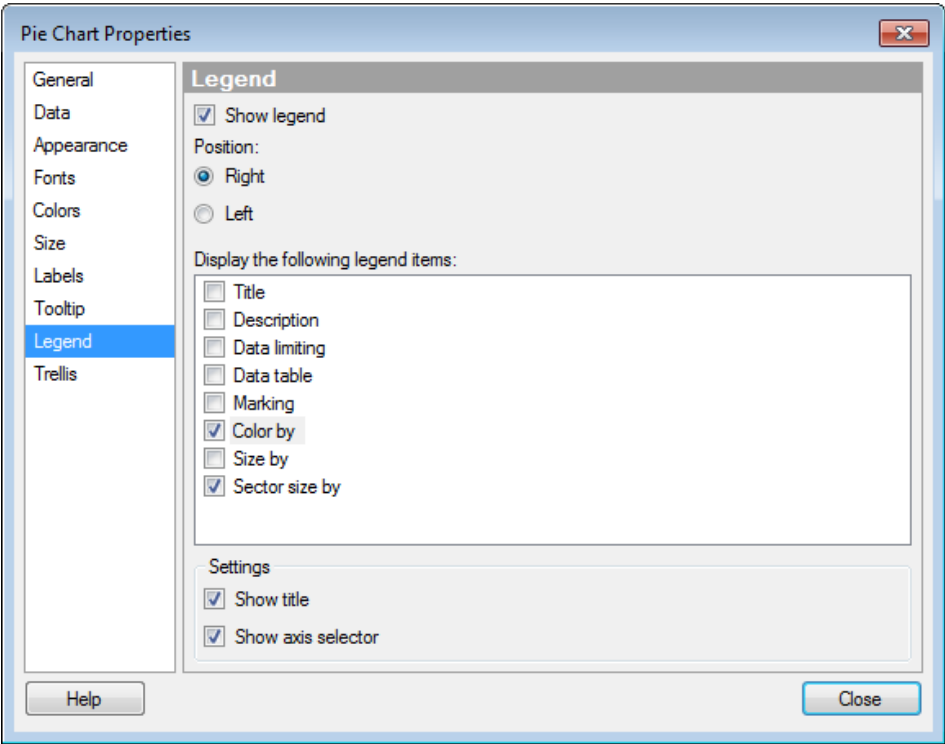 Pie Chart Properties
General
Data
Appearance
Fonts
Colors
Size
Labels
Tooltip
Legend
Trellis
Legend
Show legend
Position:
Right
Left
Display the following legend items:
Title
Description
Data limiting
Data table
Marking
Color by
Size by
Sector size by
Settings
Show title
Show axis selector
Help
Close